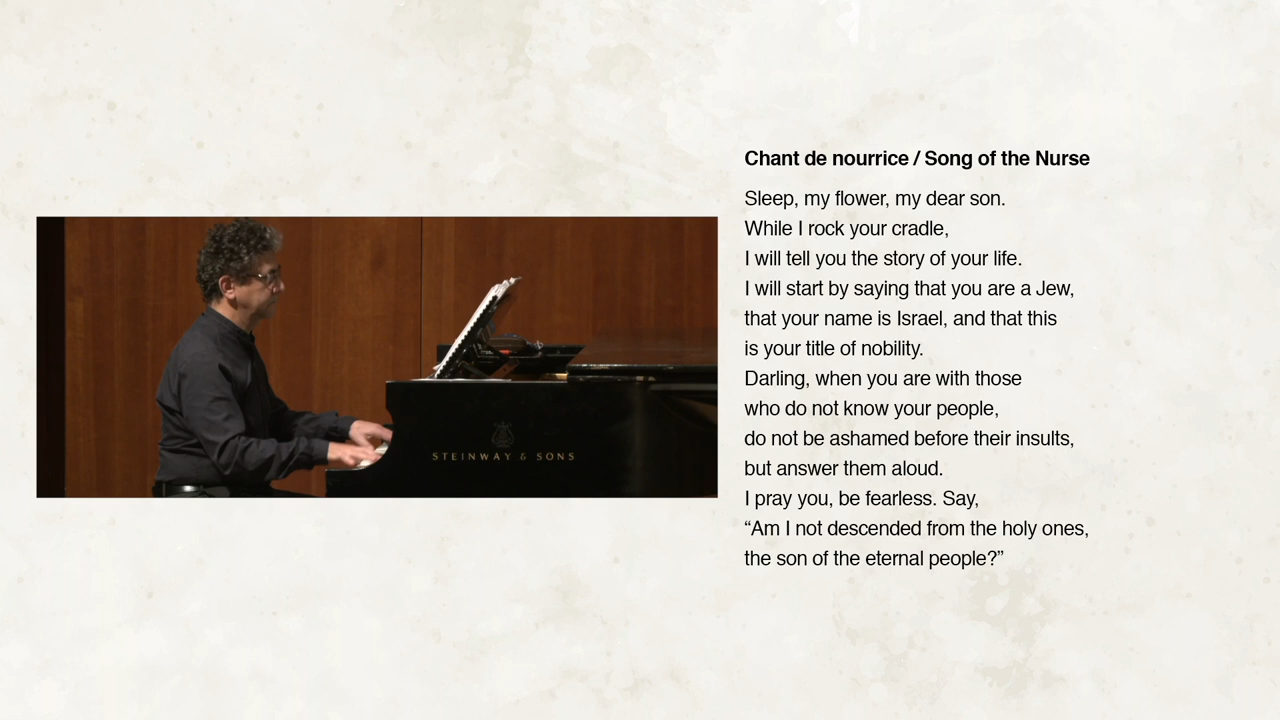 Chant de nourrice / Song of the Nurse
Sleep, my flower, my dear son.
While I rock your cradle,
I will tell you the story of your life.
I will start by saying that you are a Jew,
that your name is Israel, and that this
is your title of nobility.
Darling, when you are with those
who do not know your people,
do not be ashamed before their insults,
but answer them aloud.
I pray you, be fearless. Say,
“Am I not descended from the holy ones,
the son of the eternal people?”
STEINWAY & SONS